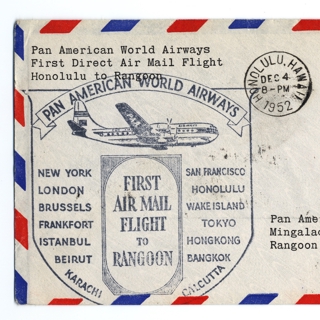 Pan American World Airways
First Direct Air Mail Flight
Honolulu to Rangoon
HONOLULU, HAWAII
DEC 4
8-PM
1952
PAN AMERICAN WORLD AIRWAYS
NEW YORK
LONDON
BRUSSELS
FRANKFORT
ISTANBUL
BEIRUT
KARACHI
FIRST
AIR MAIL
FLIGHT
TO
RANGOON
SAN FRANCISCO
HONOLULU
WAKE ISLAND
TOKYO
HONGKONG
BANGKOK
CALCUTTA
Pan Ame
Mingalad
Rangoon